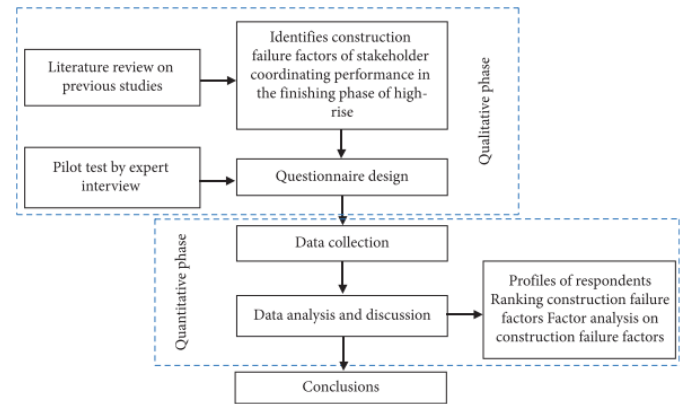 Literature review on
previous studies
Identifies construction
failure factors of stakeholder
coordinating performance in
the finishing phase of high-
rise
Qualitative phase
Pilot test by expert
interview
Questionnaire design
Quantitative phase
Data collection
Data analysis and discussion
Profiles of respondents
Ranking construction failure
factors Factor analysis on
construction failure factors
Conclusions